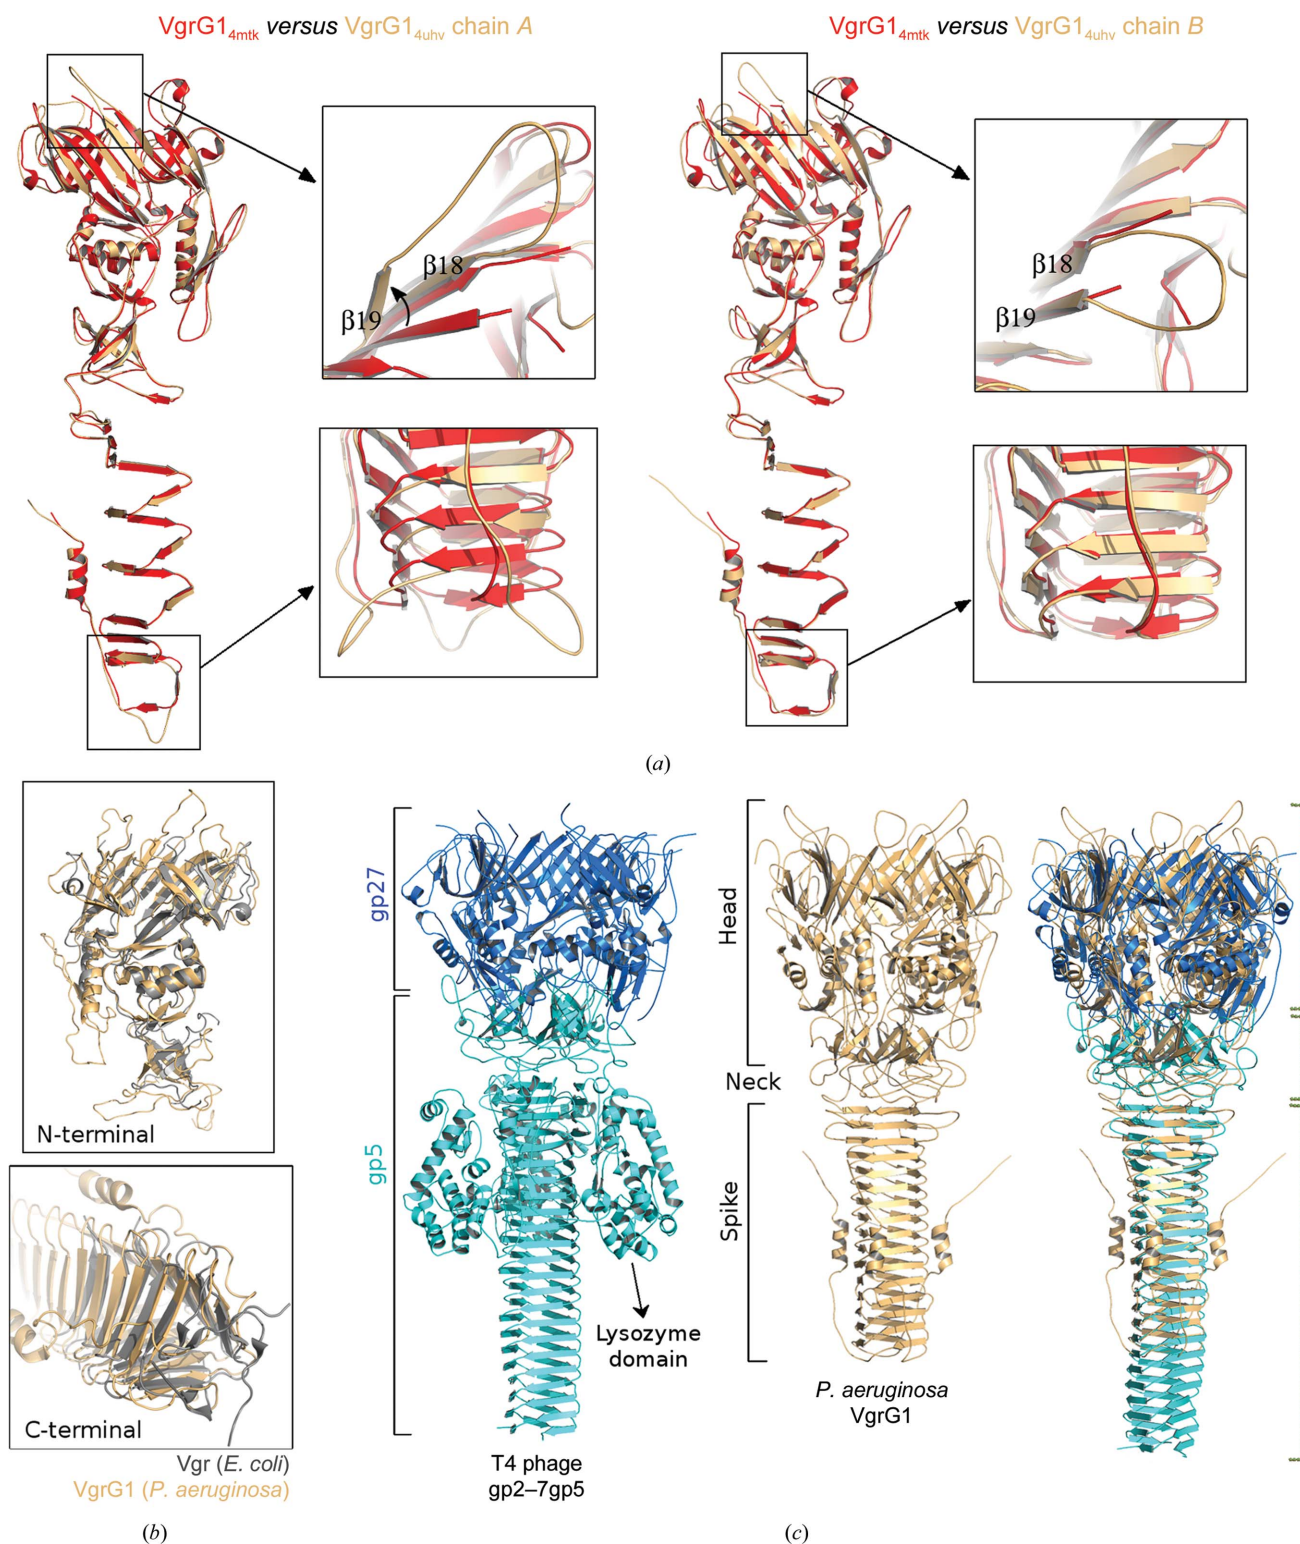 VgrG14mtk versus VgrG14uhv chain A
VgrG14mtk versus VgrG14uhv chain B
β18
β19
β18
β19
(a)
N-terminal
C-terminal
Vgr (E. coli)
VgrG1 (P. aeruginosa)
(b)
gp27
gp5
Lysozyme
domain
T4 phage
gp2–7gp5
Head
Neck
Spike
P. aeruginosa
VgrG1
(c)